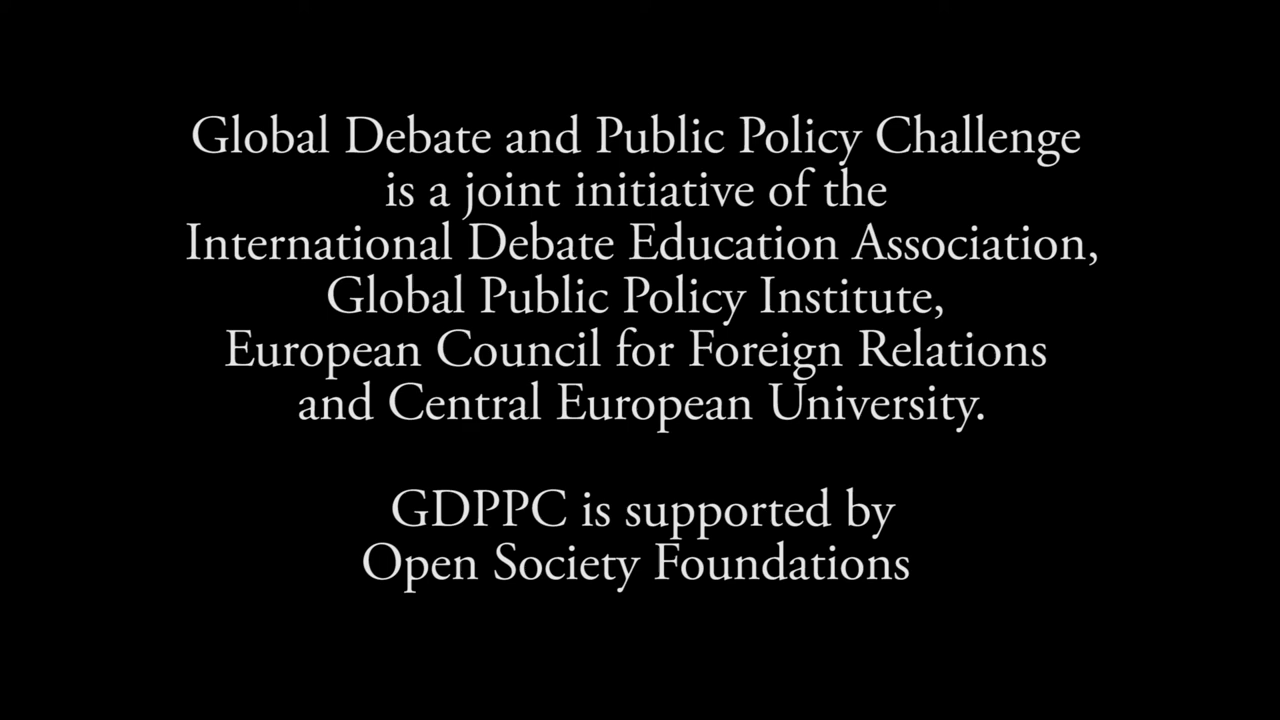 Global Debate and Public Policy Challenge
is a joint initiative of the
International Debate Education Association,
Global Public Policy Institute,
European Council for Foreign Relations
and Central European University.
GDPPC is supported by
Open Society Foundations